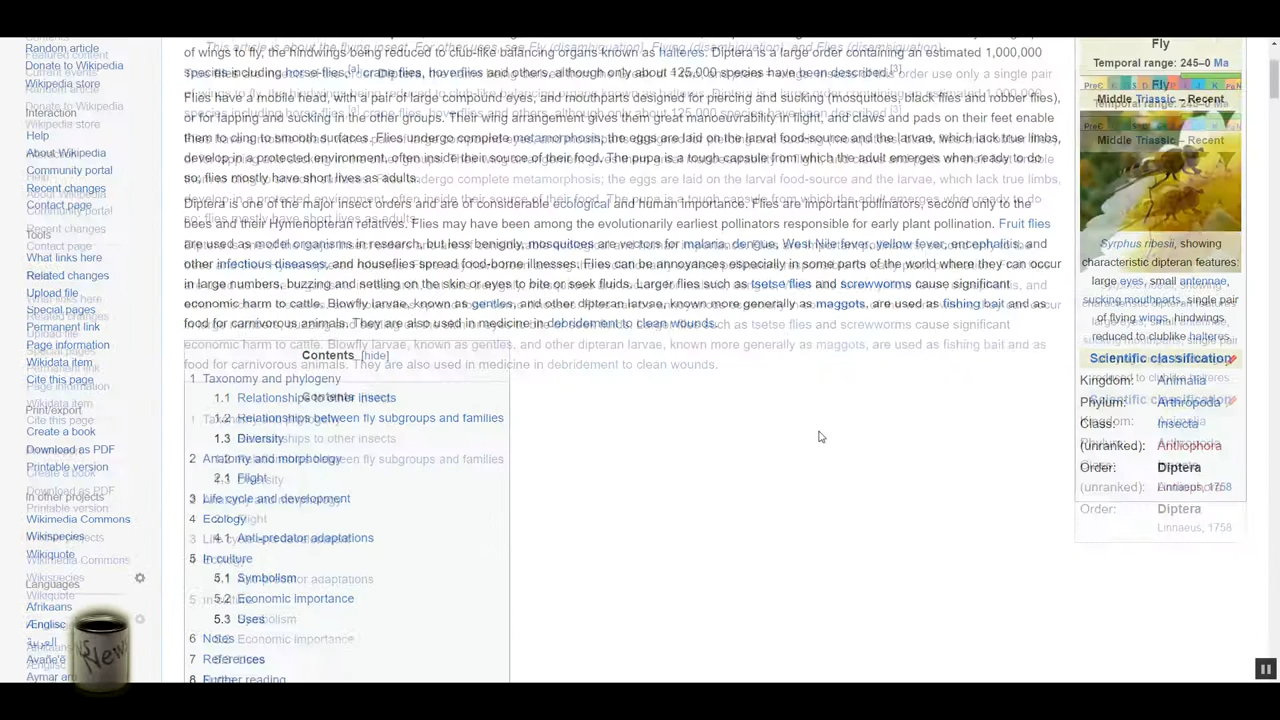 Random article
Donate to Wikipedia
Wikipedia store
Interaction
Help
About Wikipedia
Community portal
Recent changes
Contact page
Tools
What links here
Related changes
Upload file
Special pages
Permanent link
Page information
Wikidata item
Cite this page
Print/export
Create a book
Download as PDF
Printable version
In other projects
Wikimedia Commons
Wikispecies
Wikiquote
Languages
Afrikaans
Ænglisc
العربية
Avañe'ẽ
Aymar
News
of wings to fly, the hindwings being reduced to club-like balancing organs known as halteres. Diptera is a large order containing an estimated 1,000,000
species including horse-flies,[a] crane flies, hoverflies and others, although only about 125,000 species have been described.[3]
Flies have a mobile head, with a pair of large compound eyes, and mouthparts designed for piercing and sucking (mosquitoes, black flies and robber flies),
or for lapping and sucking in the other groups. Their wing arrangement gives them great maneuverability in flight, and claws and pads on their feet enable
them to cling to smooth surfaces. Flies undergo complete metamorphosis; the eggs are laid on the larval food-source and the larvae, which lack true limbs,
develop in a protected environment, often inside their source of their food. The pupa is a tough capsule from which the adult emerges when ready to do
so; flies mostly have short lives as adults.
Diptera is one of the major insect orders and are of considerable ecological and human importance. Flies are important pollinators, second only to the
bees and their Hymenopteran relatives. Flies may have been among the evolutionarily earliest pollinators responsible for early plant pollination. Fruit flies
are used as model organisms in research, but less benignly, mosquitoes are vectors for malaria, dengue, West Nile fever, yellow fever, encephalitis and
other infectious diseases, and houseflies spread food-borne illnesses. Flies can be annoyances especially in some parts of the world where they can occur
in large numbers, buzzing and settling on the skin or eyes to bite or seek fluids. Larger flies such as tsetse flies and screwworms cause significant
economic harm to cattle. Blowfly larvae, known as gentles, and other dipteran larvae, known more generally as maggots, are used as fishing bait and as
food for carnivorous animals. They are also used in medicine in debridement to clean wounds.
Contents [hide]
1 Taxonomy and phylogeny
1.1 Relationships to other insects
1.2 Relationships between fly subgroups and families
1.3 Diversity
2 Anatomy and morphology
2.1 Flight
3 Life cycle and development
4 Ecology
4.1 Anti-predator adaptations
5 In culture
5.1 Symbolism
5.2 Economic importance
5.3 Uses
6 Notes
7 References
8 Further reading
Fly
Temporal range: 245–0 Ma
Middle Triassic – Recent
Syrphus ribesii, showing
characteristic dipteran features:
large eyes, small antennae,
sucking mouthparts, single pair
of flying wings, hindwings
reduced to clublike halteres
Scientific classification
Kingdom: Animalia
Phylum: Arthropoda
Class: Insecta
(unranked): Antliophora
Order: Diptera
Linnaeus, 1758